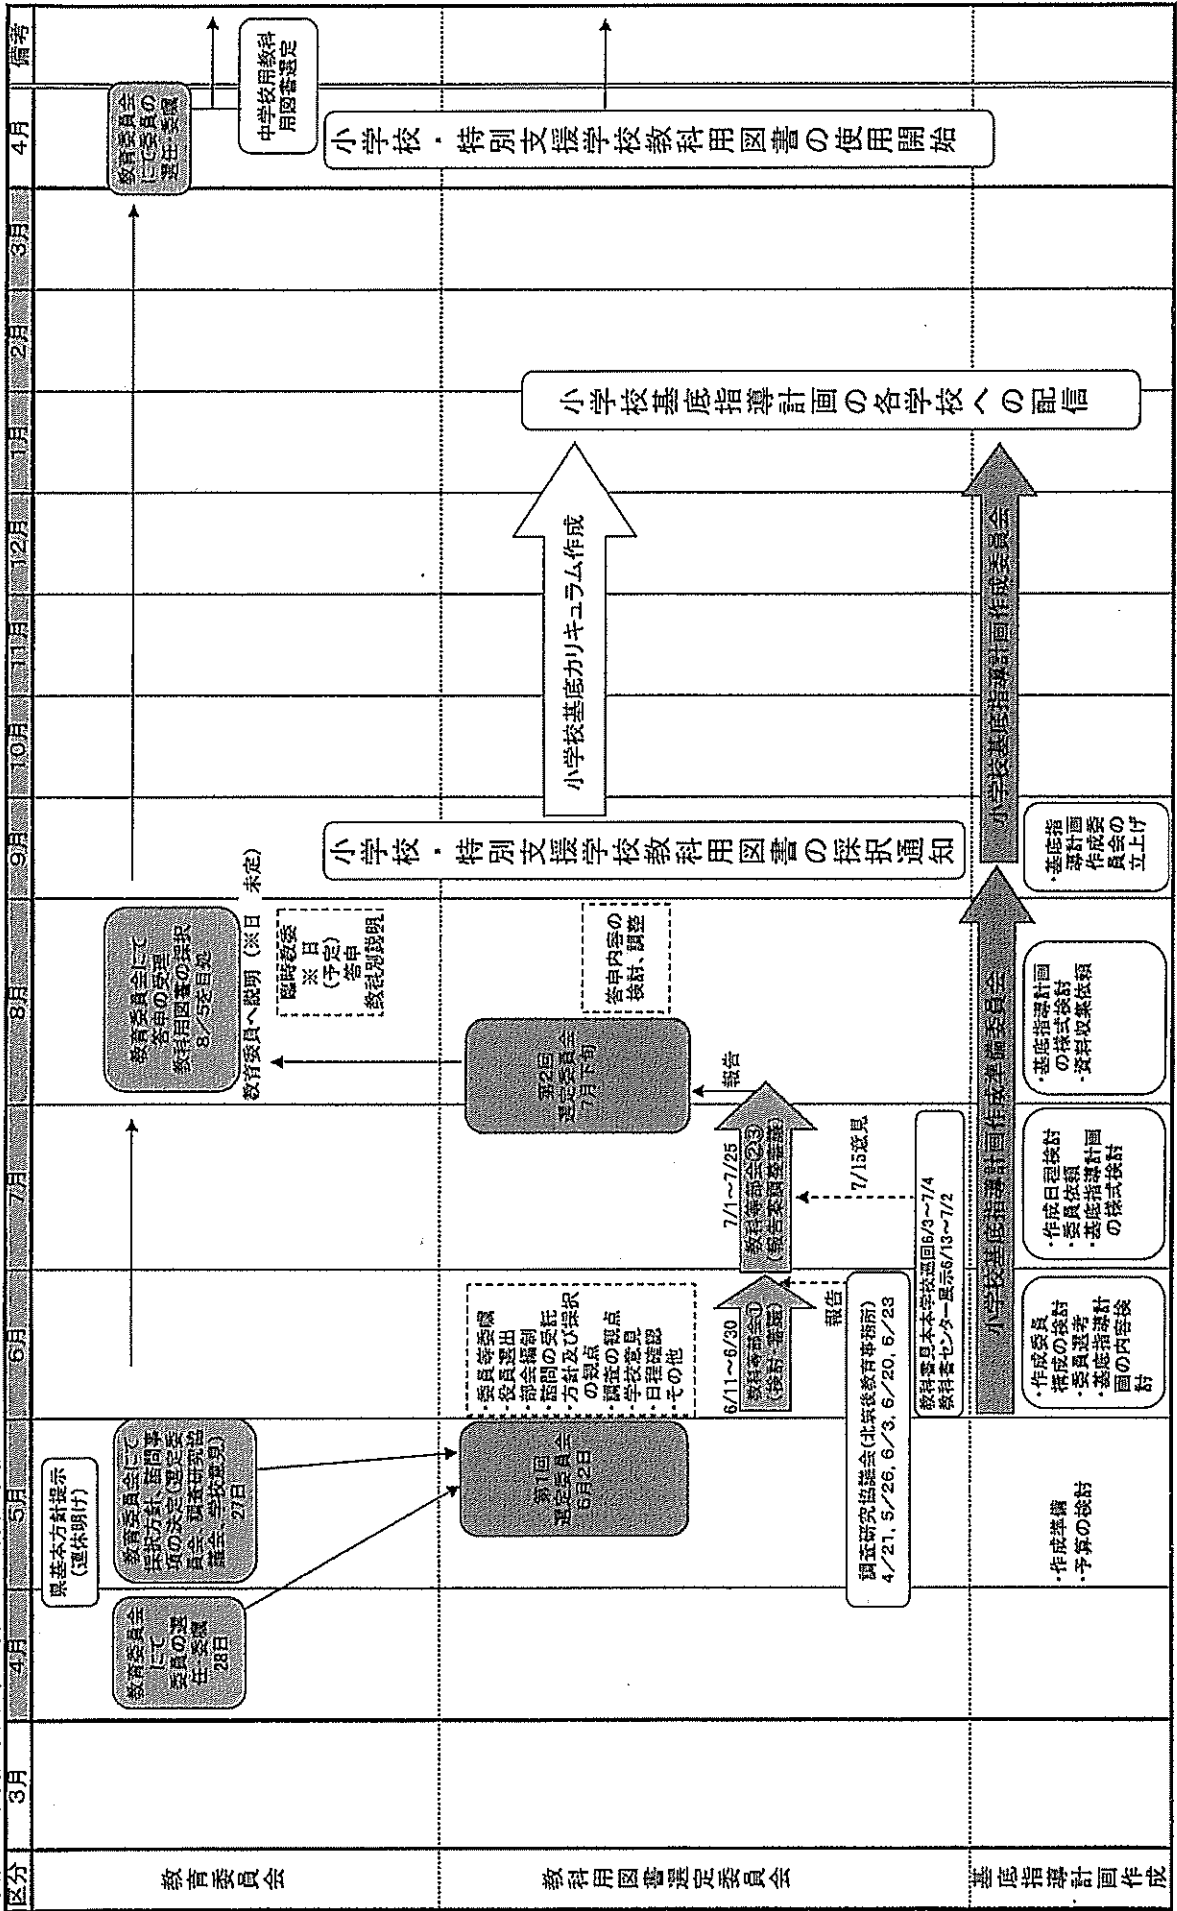 区分
3月
4月
5月
6月
7月
8月
9月
10月
11月
12月
1月
2月
3月
4月
備考
教育委員会
県基本方針提示
(連休明け)
教育委員会
にて
委員の選
任・委嘱
28日
教育委員会にて
採択方針、諮問事
項の決定(選定委
員会、調査研究協
議会、学校意見)
27日
教育委員会にて
答申の受理
教科用図書の採択
8/5を目処
教育委員へ説明(※日 未定)
臨時教委
※ 日
(予定)
答申
教科別説明
教育委員会
にて委員の
選任・委嘱
中学校用教科
用図書選定
教科用図書選定委員会
第1回
選定委員会
6月2日
・委員等委嘱
・役員選出
・部会編制
・諮問の受託
・方針及び採択
の観点
・調査の観点
・学校意見
・日程確認
・その他
第2回
選定委員会
7月下旬
答申内容の
検討、調整
6/11~6/30
教科等部会①
(検討・審議)
7/1~7/25
教科等部会②③
(報告案調整審議)
報告
報告
7/15意見
調査研究協議会(北筑後教育事務所)
4/21, 5/26, 6/3, 6/20, 6/23
教科書見本本学校巡回6/3~7/4
教科書センター展示6/13~7/2
小学校・特別支援学校教科用図書の採択通知
小学校基底カリキュラム作成
小学校基底指導計画の各学校への配信
小学校・特別支援学校教科用図書の使用開始
基底指導計画作成
・作成準備
・予算の検討
小学校基底指導計画作成準備委員会
・作成委員
構成の検討
・委員選考
・基底指導計
画の内容検
討
・作成日程検討
・委員依頼
・基底指導計画
の様式検討
・基底指導計画
の様式検討
・資料収集依頼
・基底指
導計画
作成委
員会の
立上げ
小学校基底指導計画作成委員会